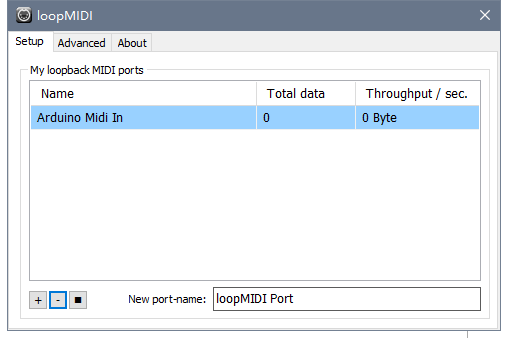 loopMIDI
Setup Advanced About
My loopback MIDI ports
Name Total data Throughput / sec.
Arduino Midi In 0 0 Byte
+ - ■ New port-name: loopMIDI Port